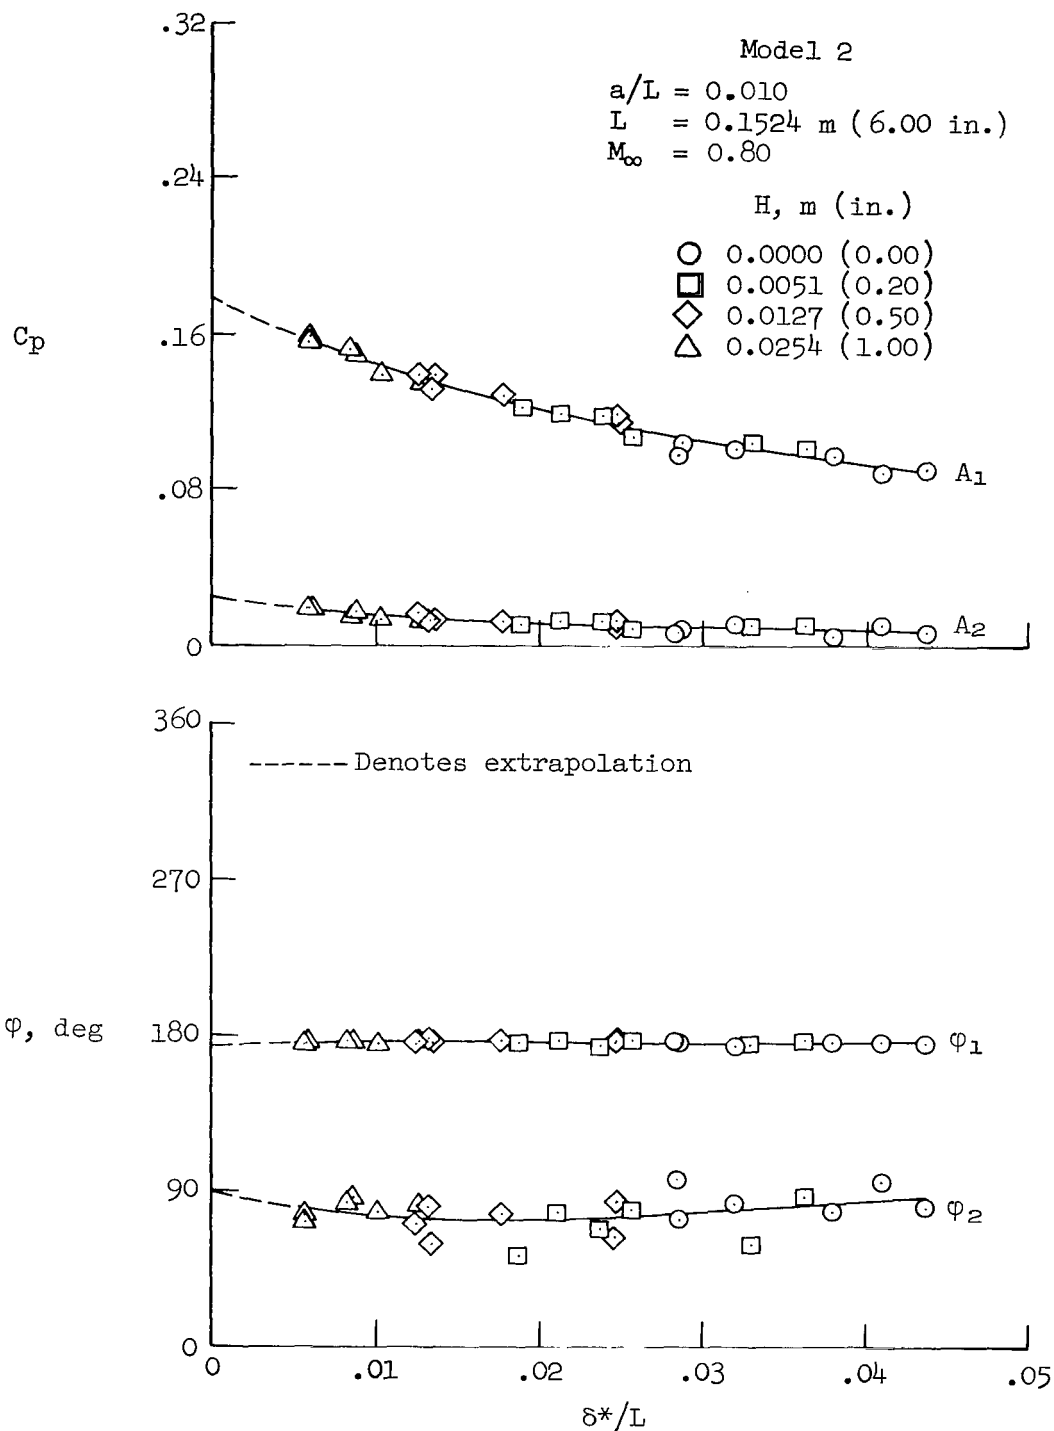 .32
Model 2
a/L = 0.010
L = 0.1524 m (6.00 in.)
M∞ = 0.80
.24
H, m (in.)
0.0000 (0.00)
0.0051 (0.20)
0.0127 (0.50)
0.0254 (1.00)
Cp
.16
.08
A1
A2
0
360
Denotes extrapolation
270
φ, deg
180
φ1
90
φ2
0
0 .01 .02 .03 .04 .05
δ*/L